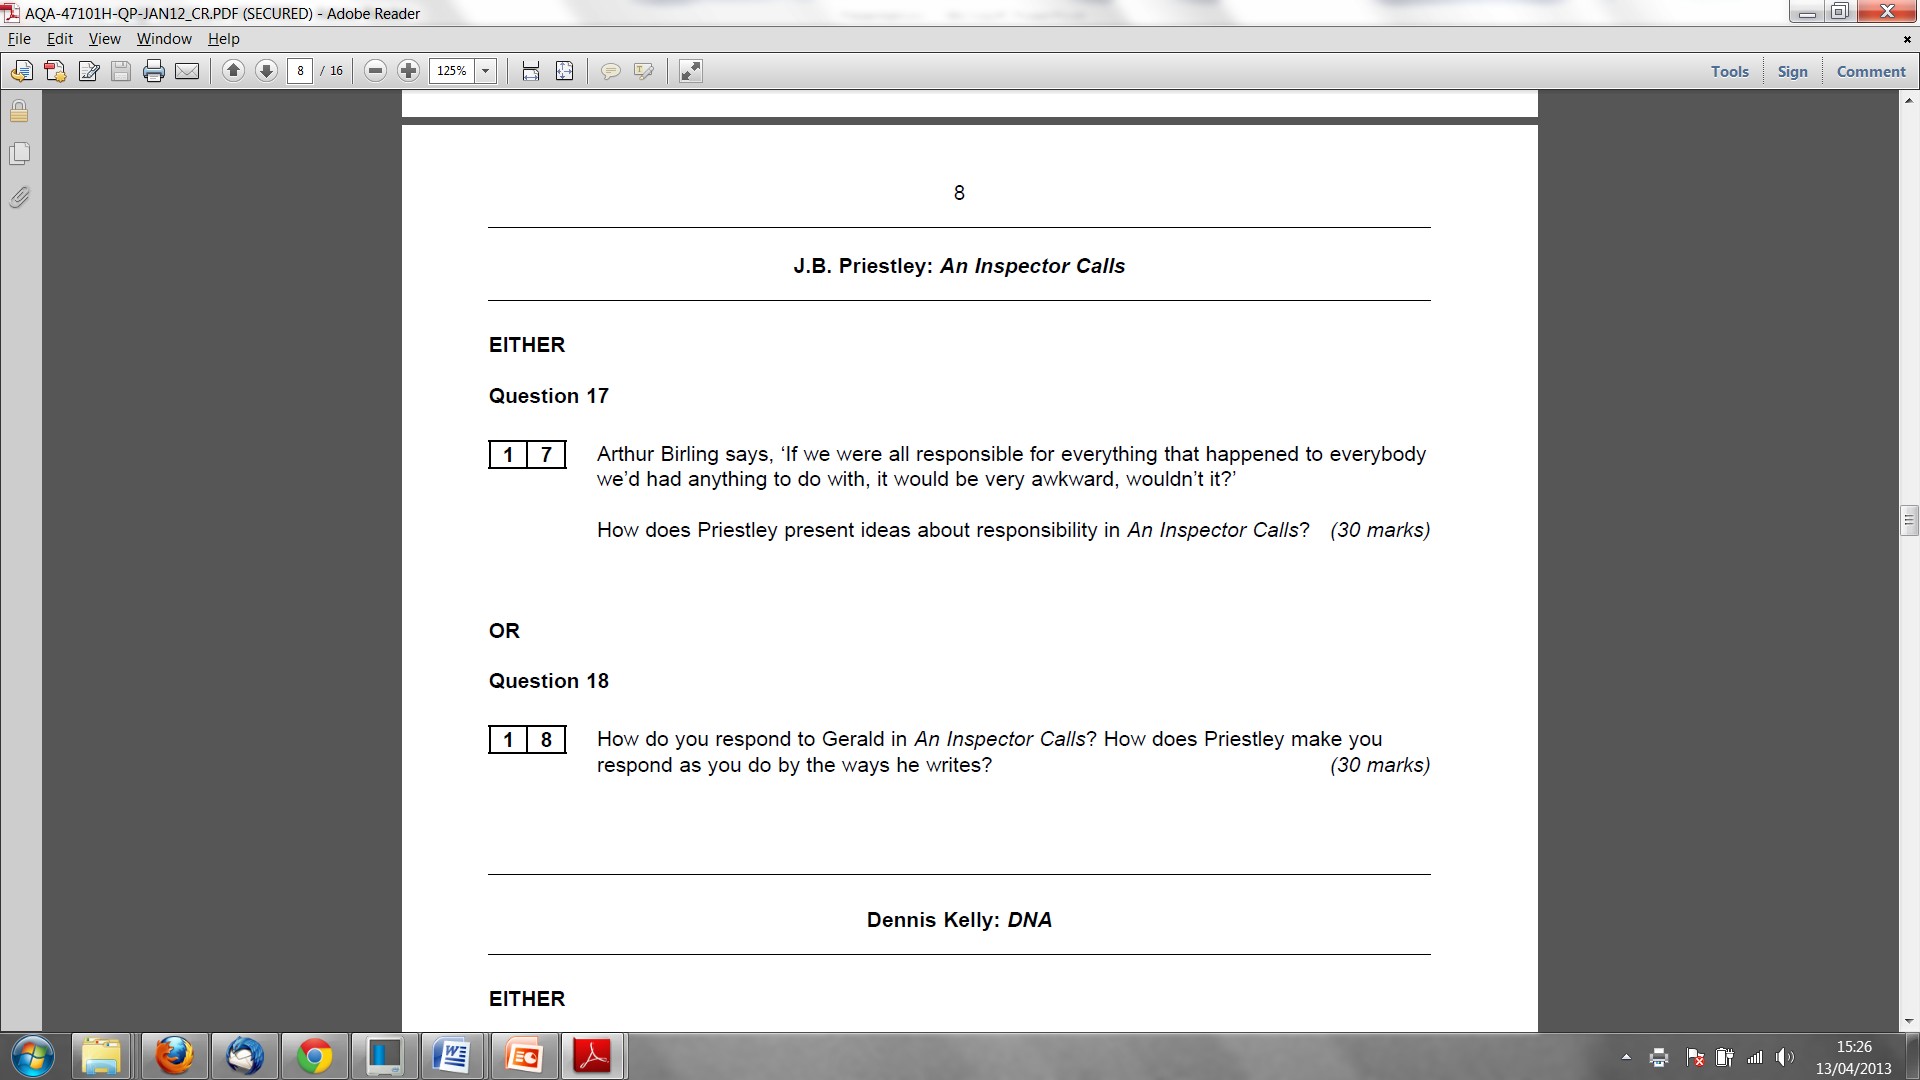 AQA-47101H-QP-JAN12_CR.PDF (SECURED) - Adobe Reader
File Edit View Window Help
8 / 16 125% Tools Sign Comment
8
J.B. Priestley: An Inspector Calls
EITHER
Question 17
1 7 Arthur Birling says, ‘If we were all responsible for everything that happened to everybody
we’d had anything to do with, it would be very awkward, wouldn’t it?’
How does Priestley present ideas about responsibility in An Inspector Calls? (30 marks)
OR
Question 18
1 8 How do you respond to Gerald in An Inspector Calls? How does Priestley make you
respond as you do by the ways he writes? (30 marks)
Dennis Kelly: DNA
EITHER
15:26
13/04/2013